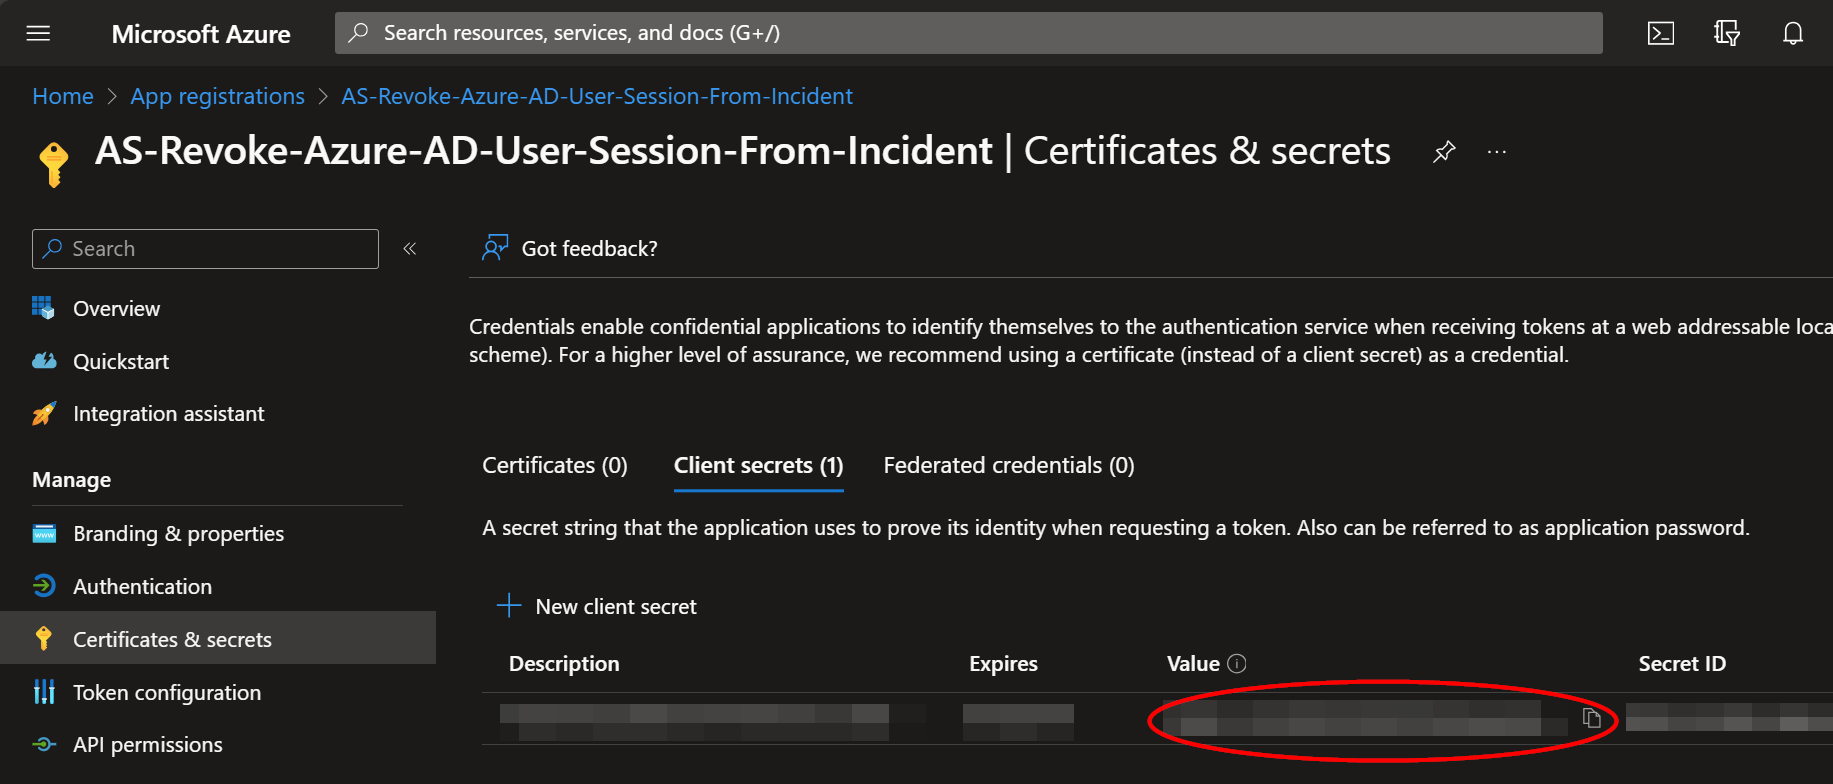 Microsoft Azure
Search resources, services, and docs (G+/)
Home > App registrations > AS-Revoke-Azure-AD-User-Session-From-Incident
AS-Revoke-Azure-AD-User-Session-From-Incident | Certificates & secrets
Search
Overview
Quickstart
Integration assistant
Manage
Branding & properties
Authentication
Certificates & secrets
Token configuration
API permissions
Got feedback?
Credentials enable confidential applications to identify themselves to the authentication service when receiving tokens at a web addressable loca
scheme). For a higher level of assurance, we recommend using a certificate (instead of a client secret) as a credential.
Certificates (0) Client secrets (1) Federated credentials (0)
A secret string that the application uses to prove its identity when requesting a token. Also can be referred to as application password.
New client secret
Description Expires Value Secret ID